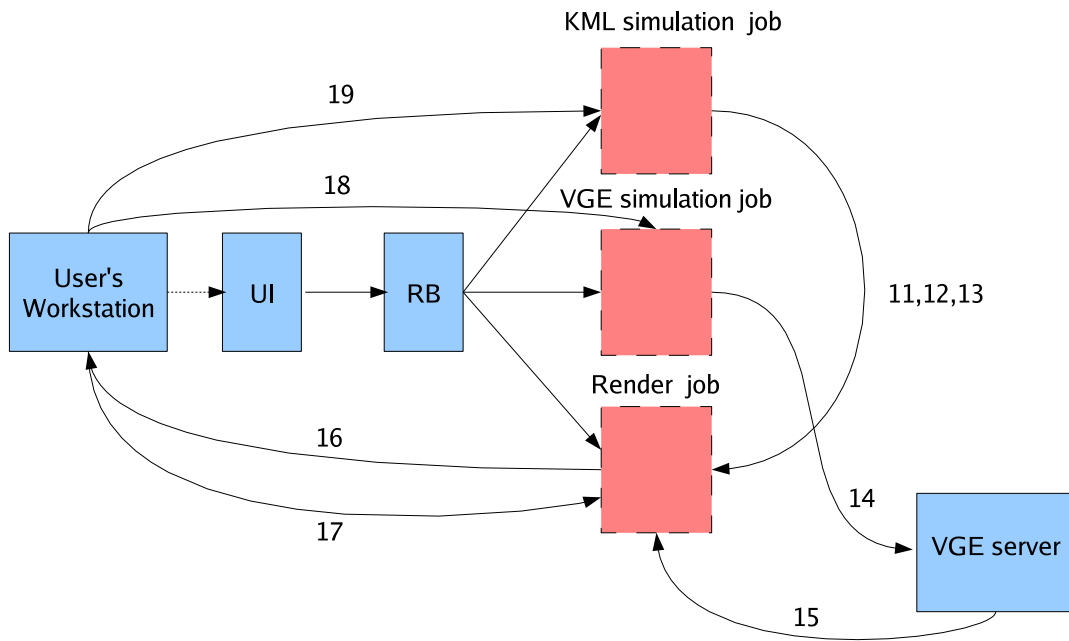 KML simulation job
19
18
VGE simulation job
User's
Workstation
UI
RB
11,12,13
Render job
16
14
17
VGE server
15